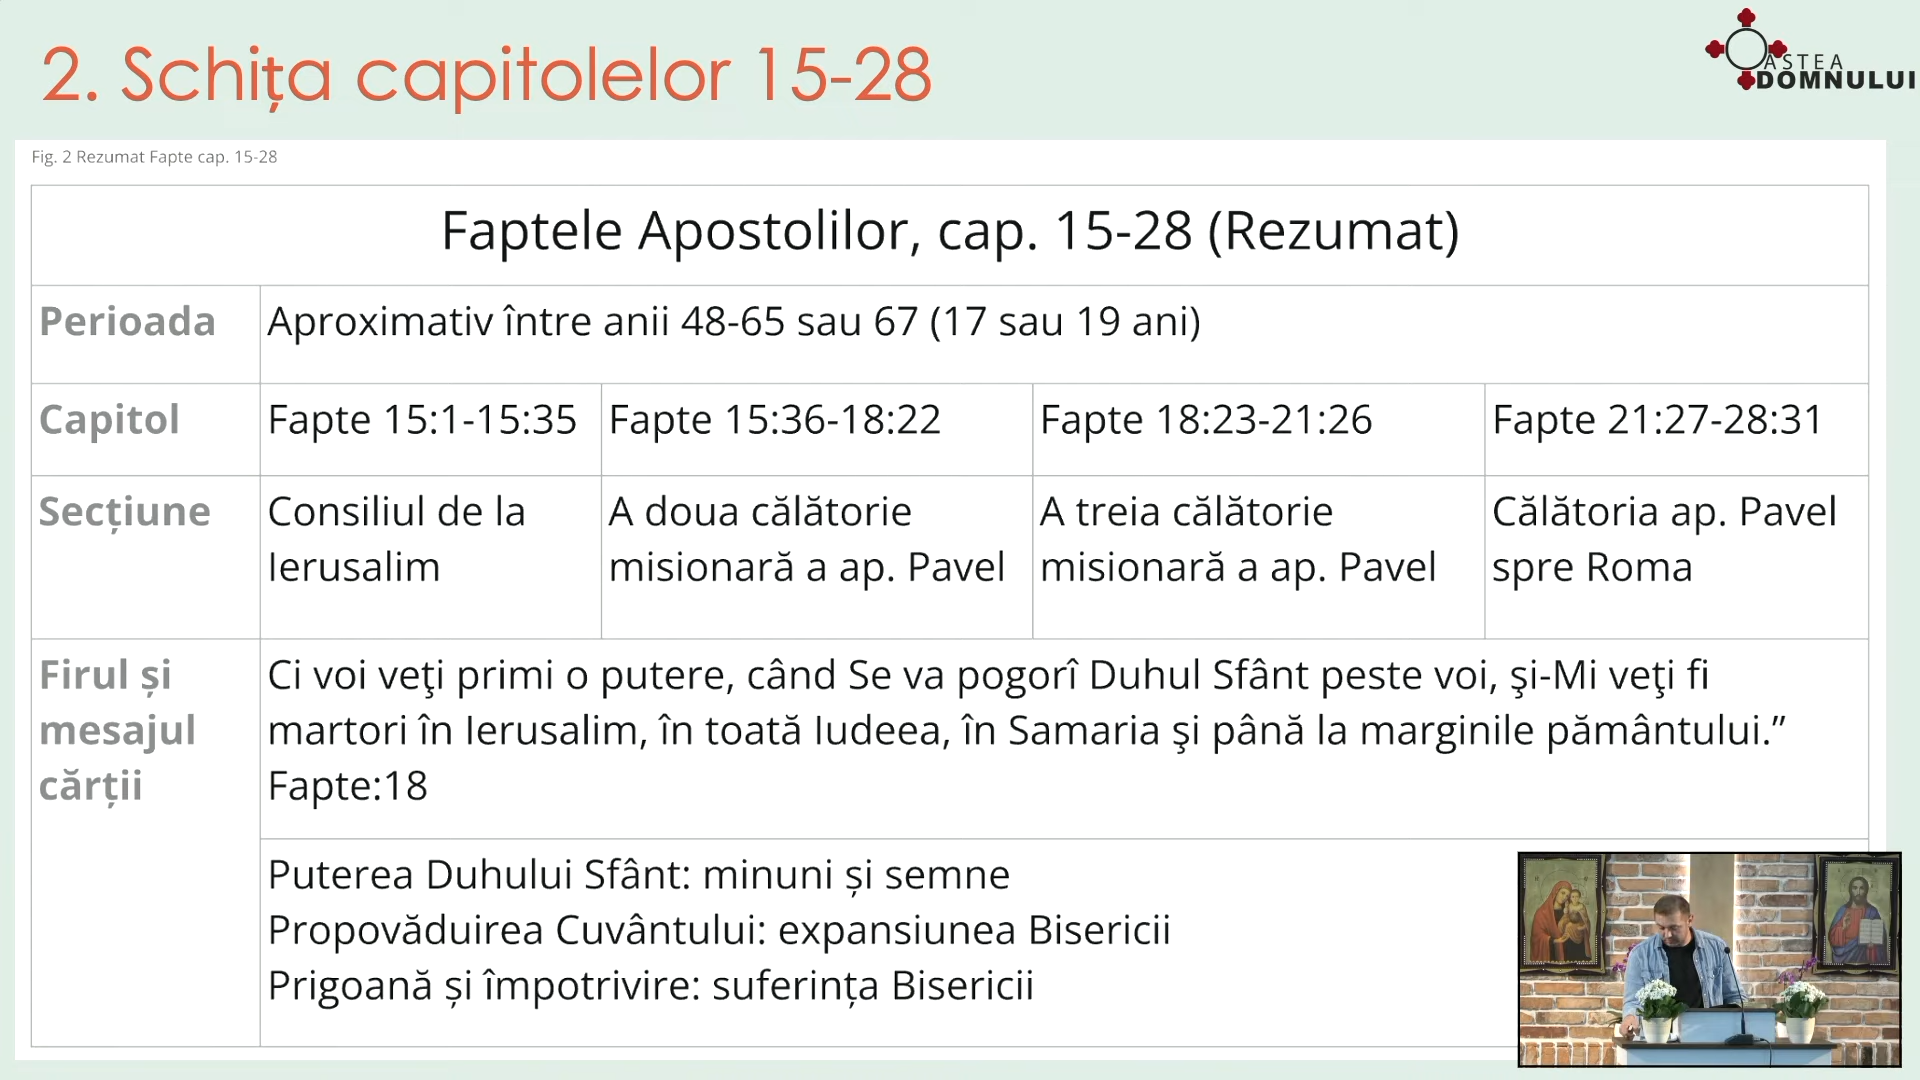 2. Schița capitolelor 15-28
ASTEA
DOMNULUI
Fig. 2 Rezumat Fapte cap. 15-28
Faptele Apostolilor, cap. 15-28 (Rezumat)
Perioada
Aproximativ între anii 48-65 sau 67 (17 sau 19 ani)
Capitol
Fapte 15:1-15:35
Fapte 15:36-18:22
Fapte 18:23-21:26
Fapte 21:27-28:31
Secțiune
Consiliul de la
Ierusalim
A doua călătorie
misionară a ap. Pavel
A treia călătorie
misionară a ap. Pavel
Călătoria ap. Pavel
spre Roma
Firul și
mesajul
cărții
Ci voi veţi primi o putere, când Se va pogorî Duhul Sfânt peste voi, şi-Mi veţi fi
martori în Ierusalim, în toată Iudeea, în Samaria şi până la marginile pământului.”
Fapte:18
Puterea Duhului Sfânt: minuni și semne
Propovăduirea Cuvântului: expansiunea Bisericii
Prigoană și împotrivire: suferința Bisericii